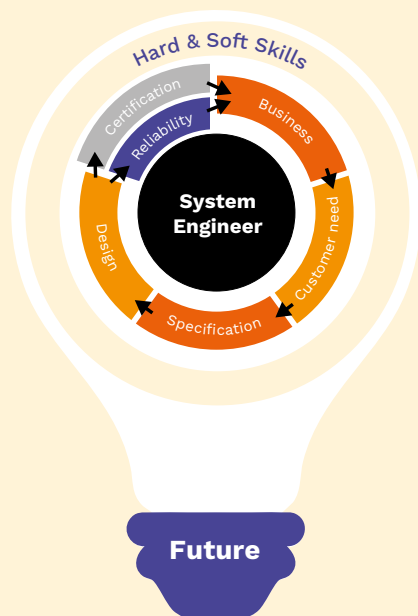 Hard & Soft Skills
Certification
Reliability
Business
System
Engineer
Design
Customer need
Specification
Future